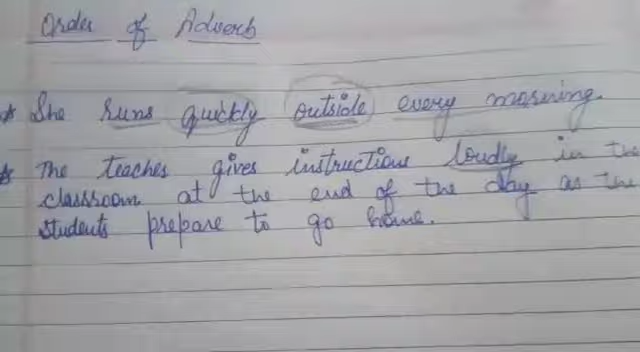 Order of Adverb
* She runs quickly outside every morning.
* The teacher gives instructions loudly in the
classroom at the end of the day as the
students prepare to go home.